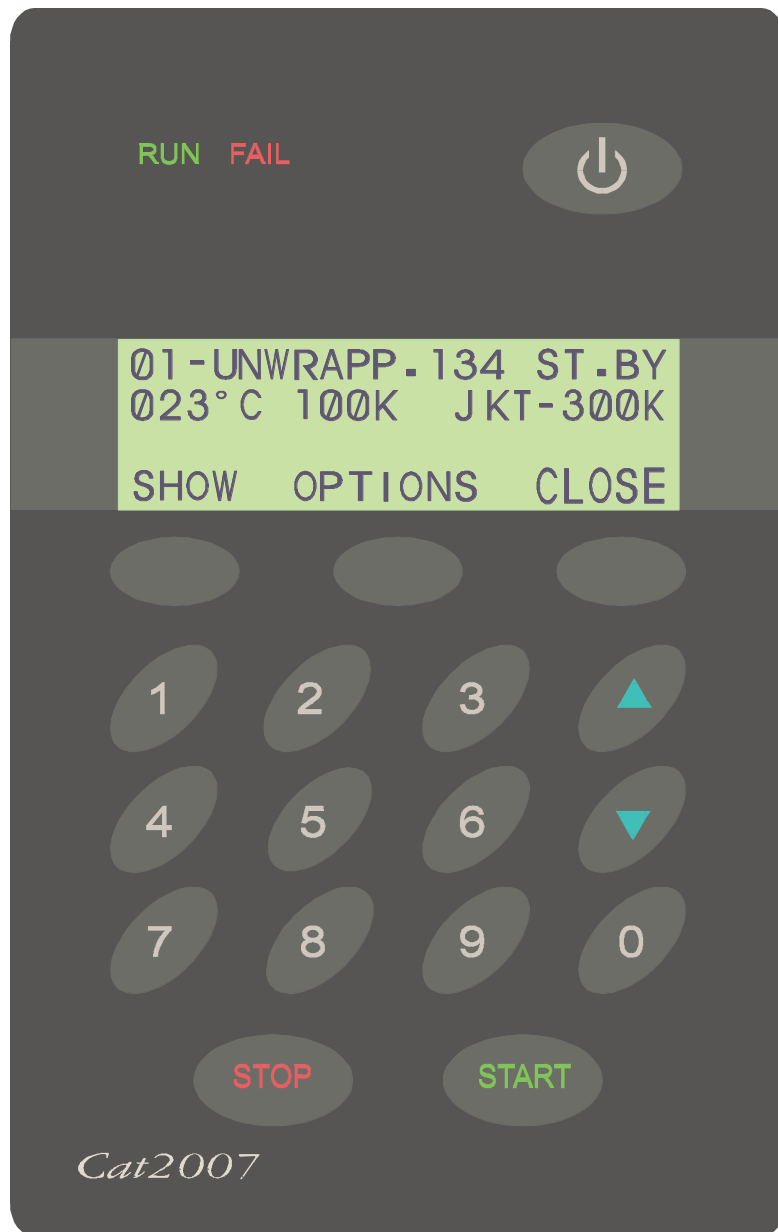 RUN FAIL
01-UNWRAPP.134 ST.BY
023°C 100K JKT-300K
SHOW OPTIONS CLOSE
1 2 3
4 5 6
7 8 9 0
STOP START
Cat2007